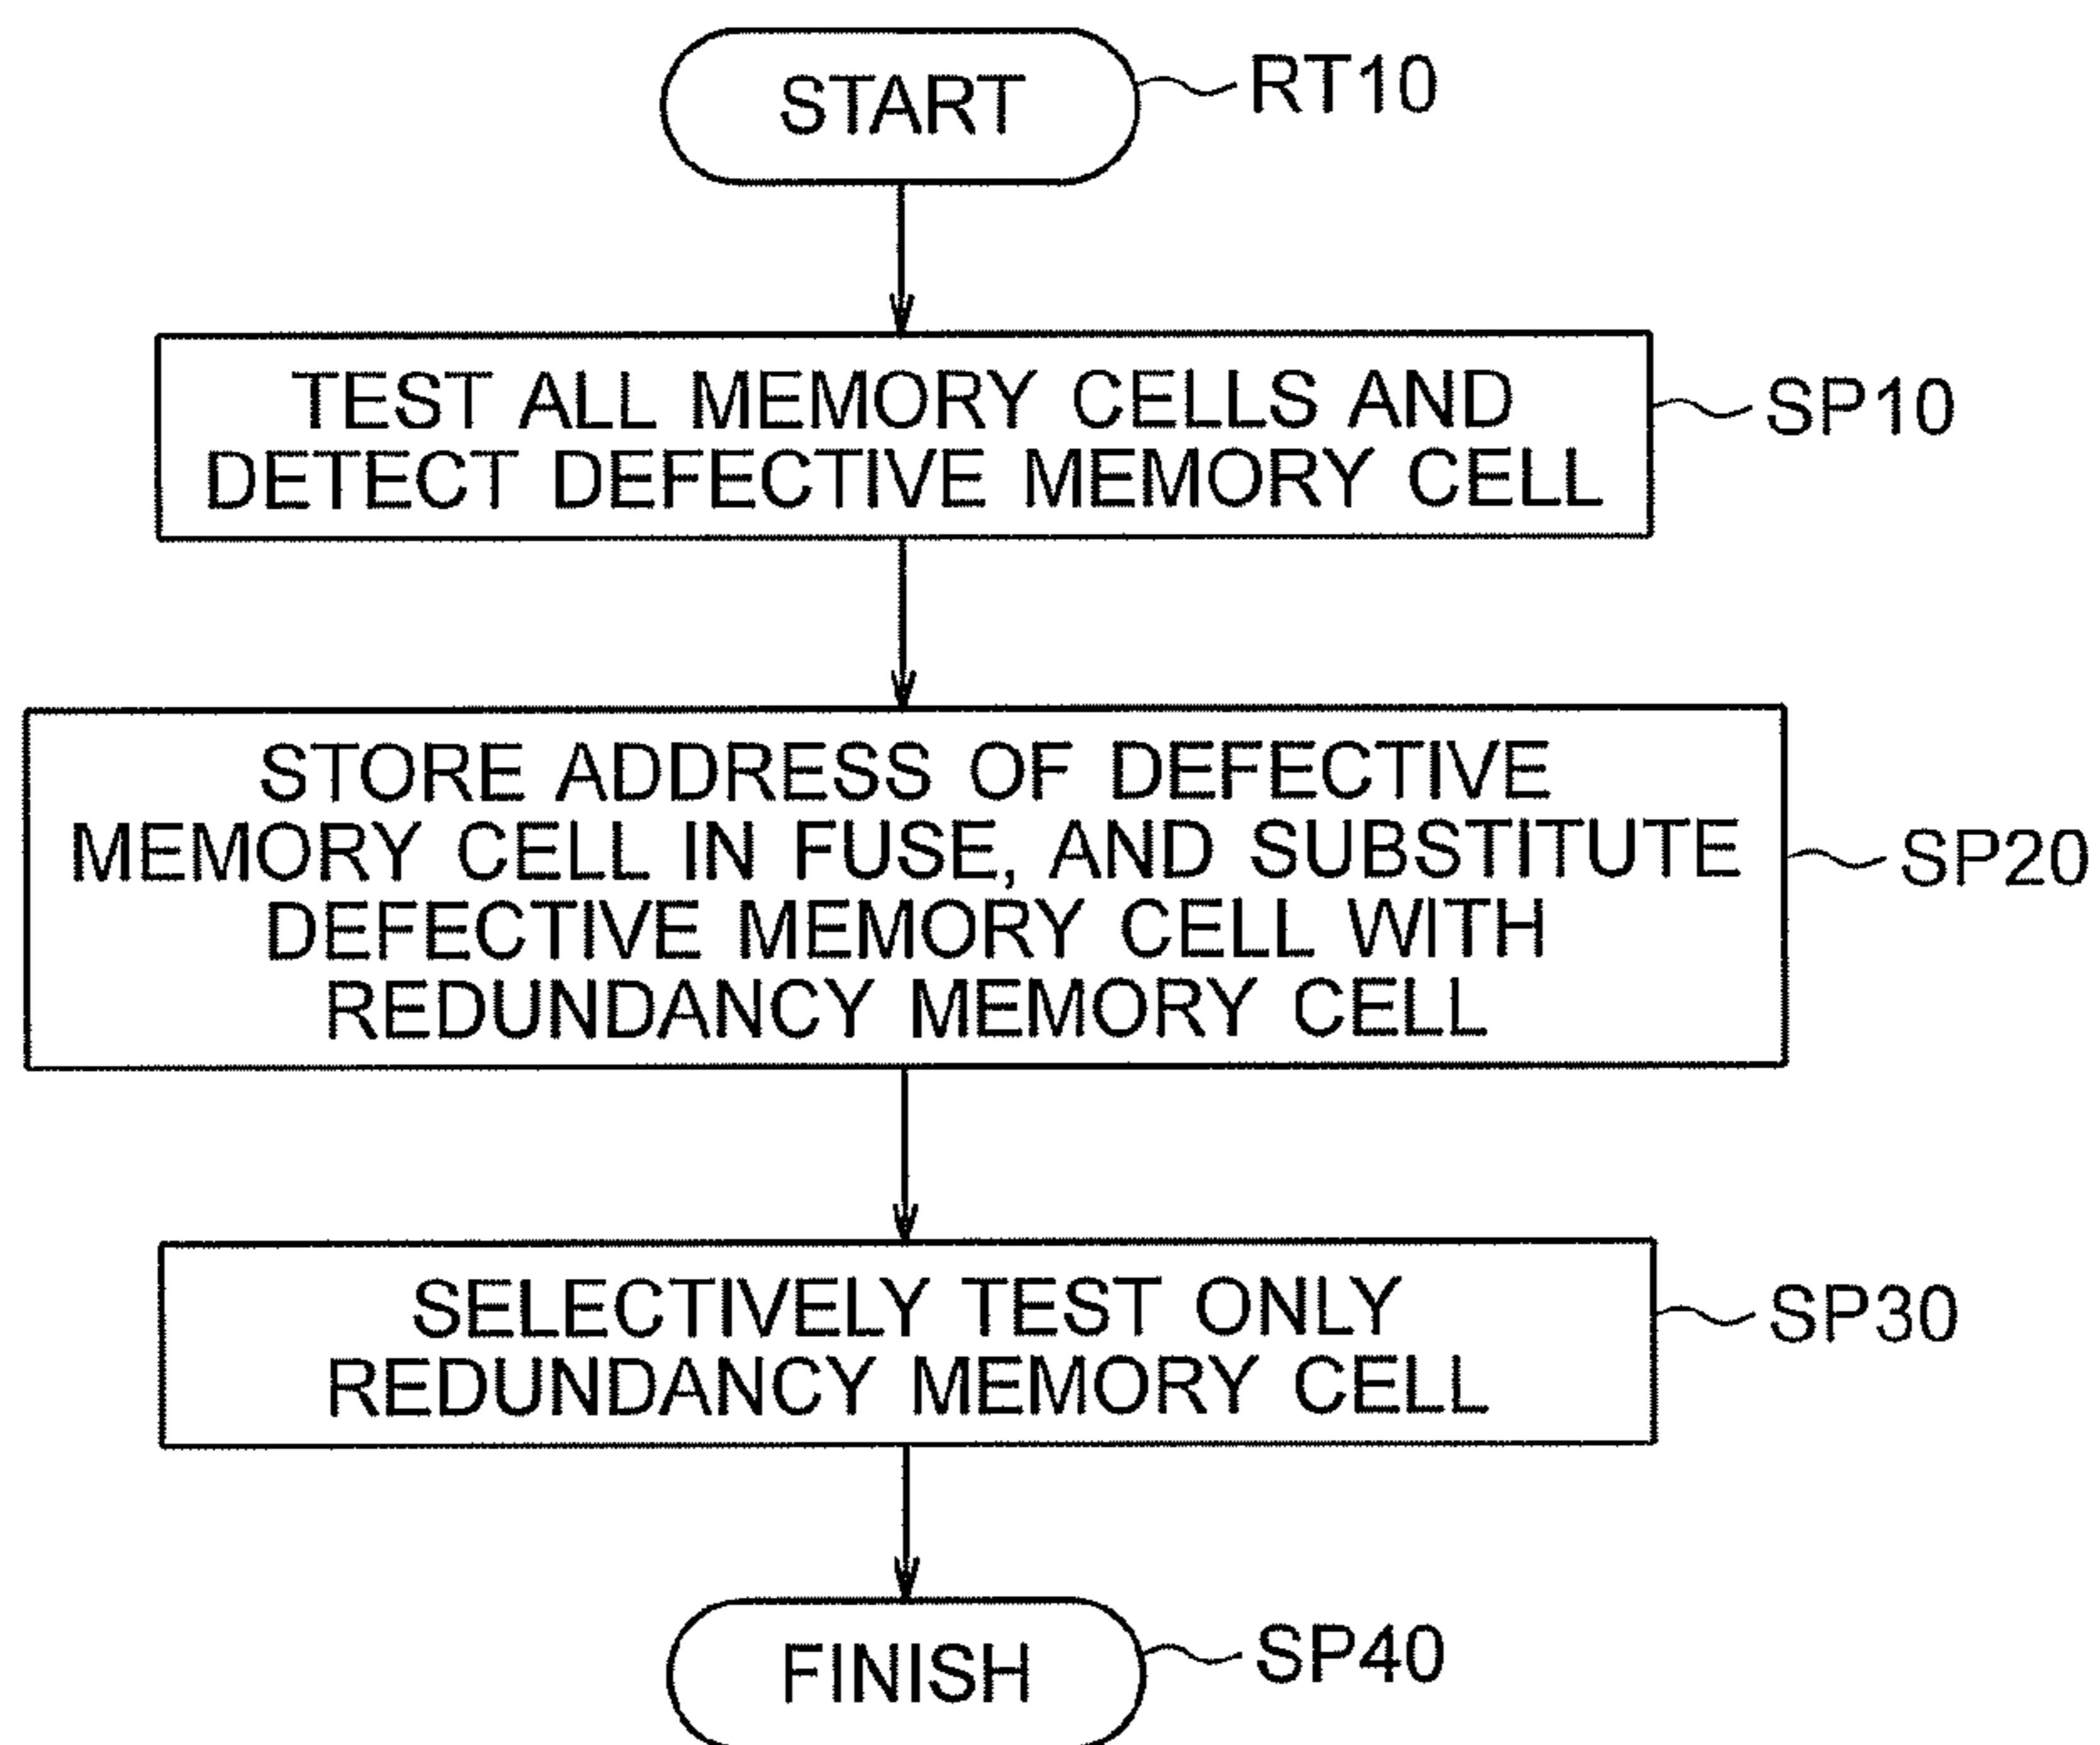 START
RT10
TEST ALL MEMORY CELLS AND
DETECT DEFECTIVE MEMORY CELL
SP10
STORE ADDRESS OF DEFECTIVE
MEMORY CELL IN FUSE, AND SUBSTITUTE
DEFECTIVE MEMORY CELL WITH
REDUNDANCY MEMORY CELL
SP20
SELECTIVELY TEST ONLY
REDUNDANCY MEMORY CELL
SP30
FINISH
SP40